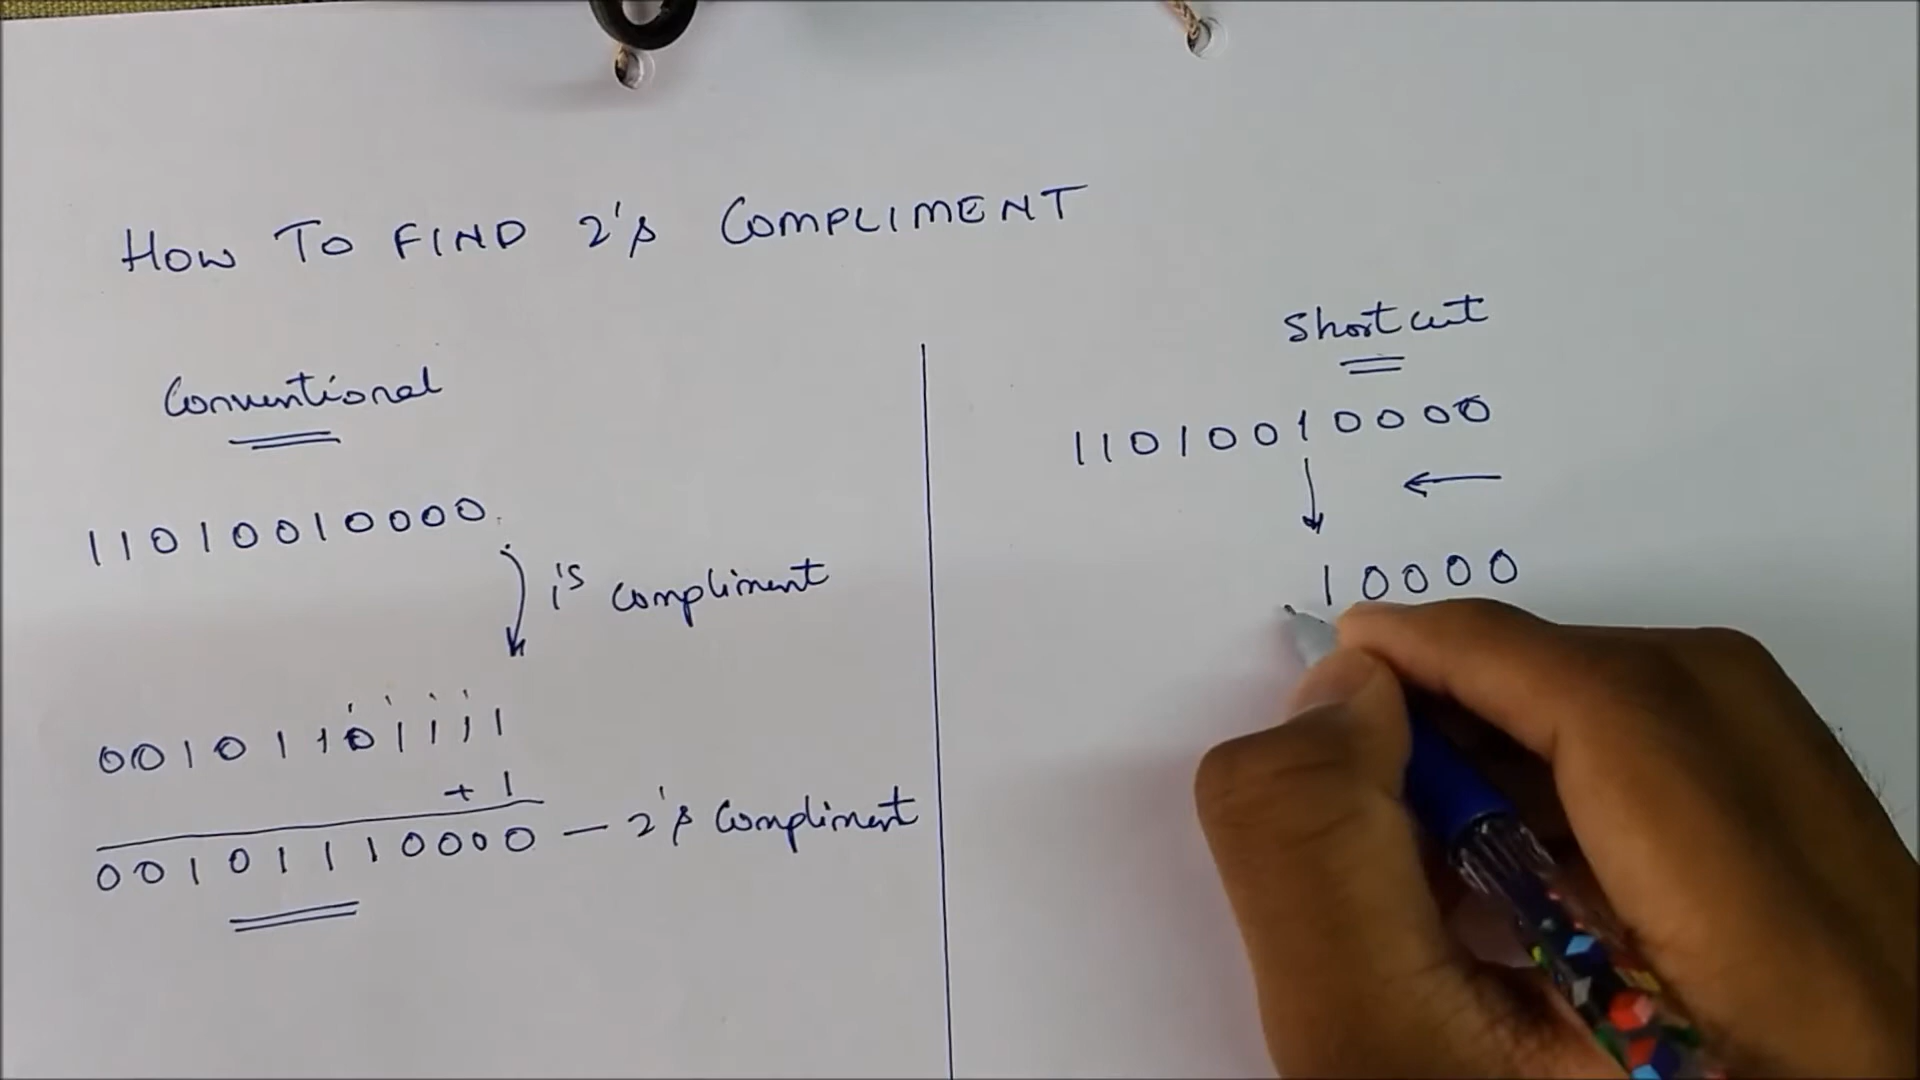 HOW TO FIND 2's COMPLIMENT
Conventional
11010010000
1's compliment
00101101111
+ 1
00101110000 — 2's Compliment
Shortcut
11010010000
10000